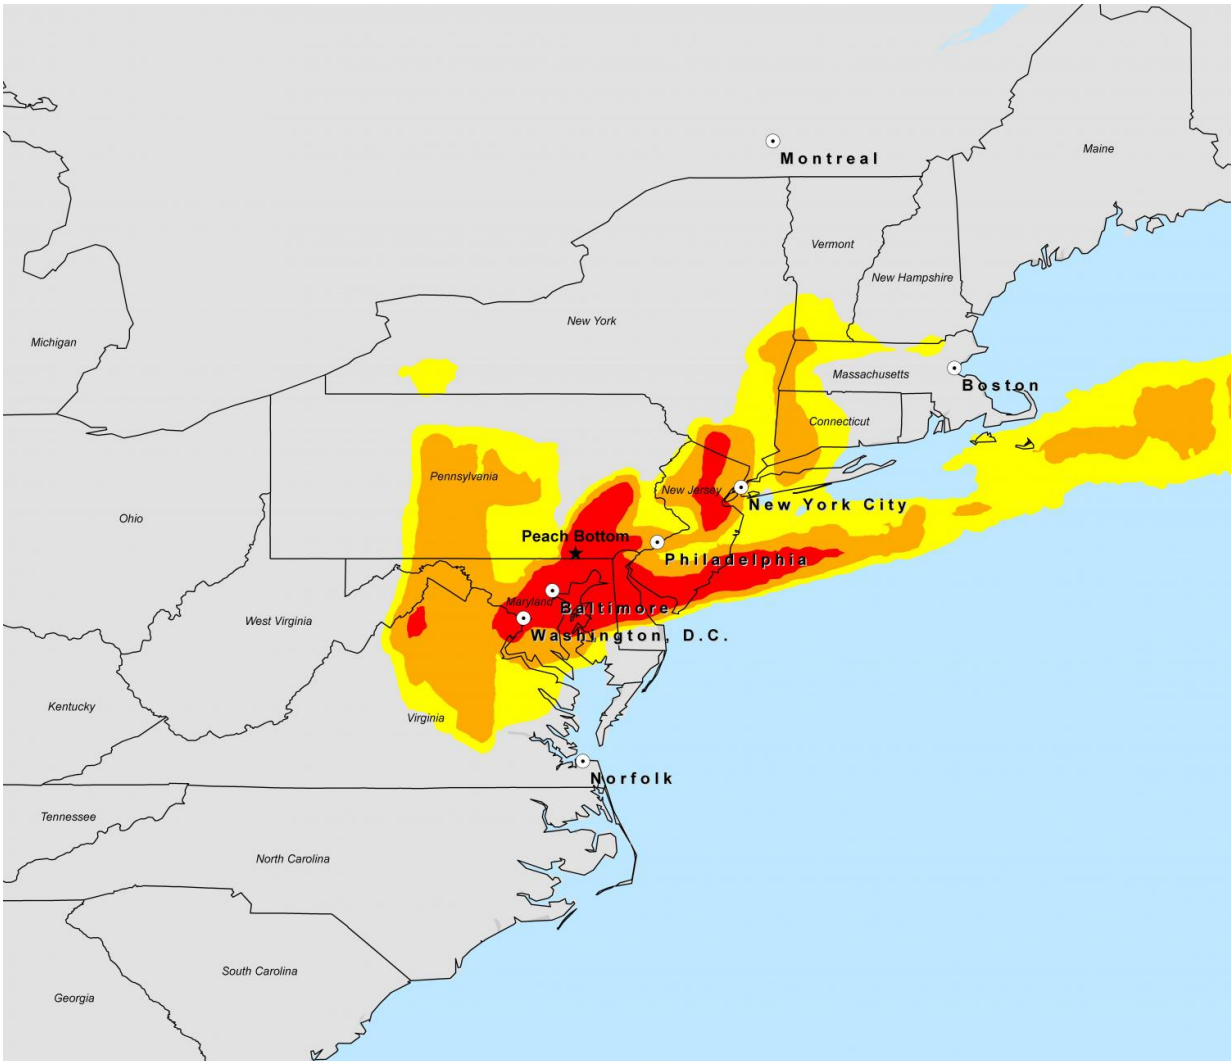 Montreal
Maine
Vermont
New Hampshire
New York
Michigan
Massachusetts
Boston
Connecticut
Pennsylvania
New Jersey
New York City
Ohio
Peach Bottom
Philadelphia
Maryland
Baltimore
West Virginia
Washington, D.C.
Kentucky
Virginia
Norfolk
Tennessee
North Carolina
South Carolina
Georgia